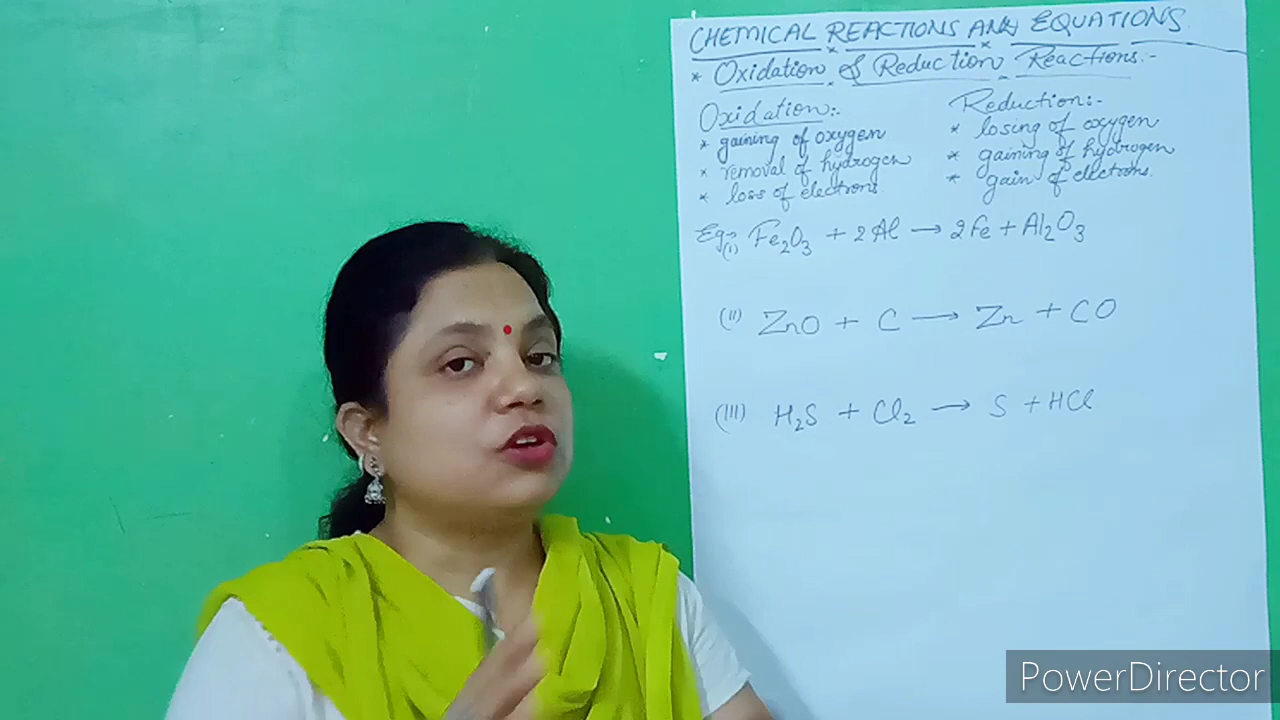 CHEMICAL REACTIONS AND EQUATIONS
* Oxidation & Reduction Reactions:-
Oxidation:-
* gaining of oxygen
* removal of hydrogen
* loss of electrons.
Reduction:-
* losing of oxygen
* gaining of hydrogen
* gain of electrons.
Eg:- (i) Fe₂O₃ + 2Al → 2Fe + Al₂O₃
(II) ZnO + C → Zn + CO
(III) H₂S + Cl₂ → S + HCl
PowerDirector